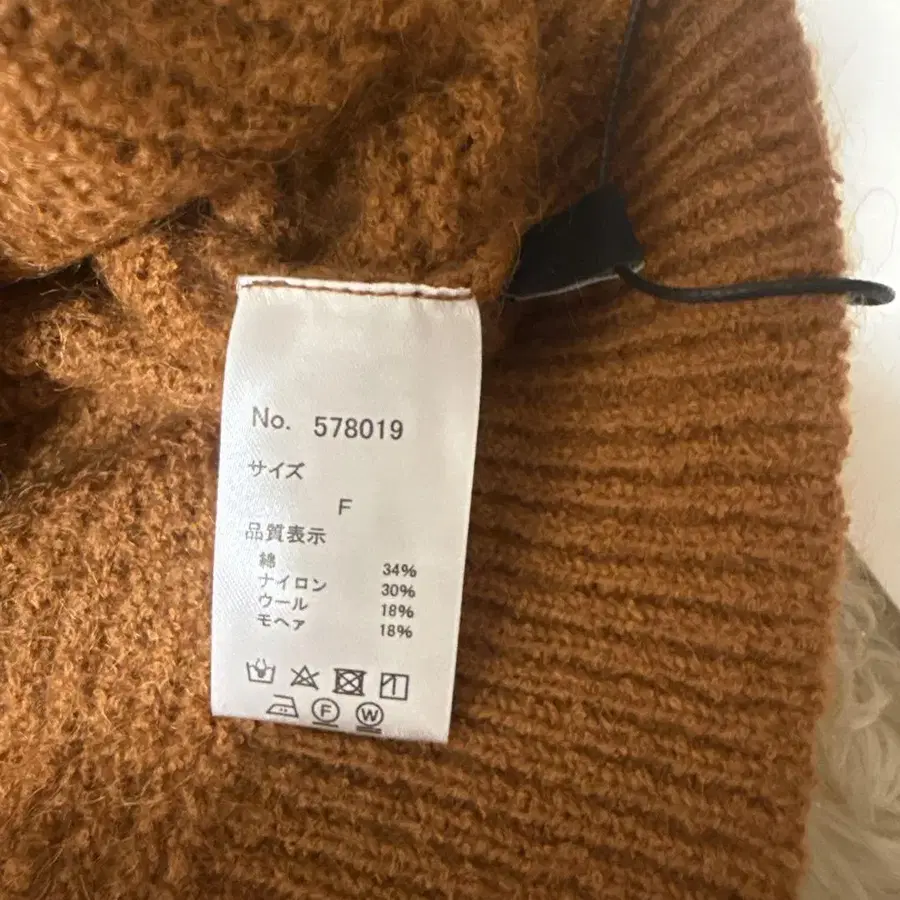 No. 578019
サイズ
F
品質表示
綿 34%
ナイロン 30%
ウール 18%
モヘァ 18%
F W